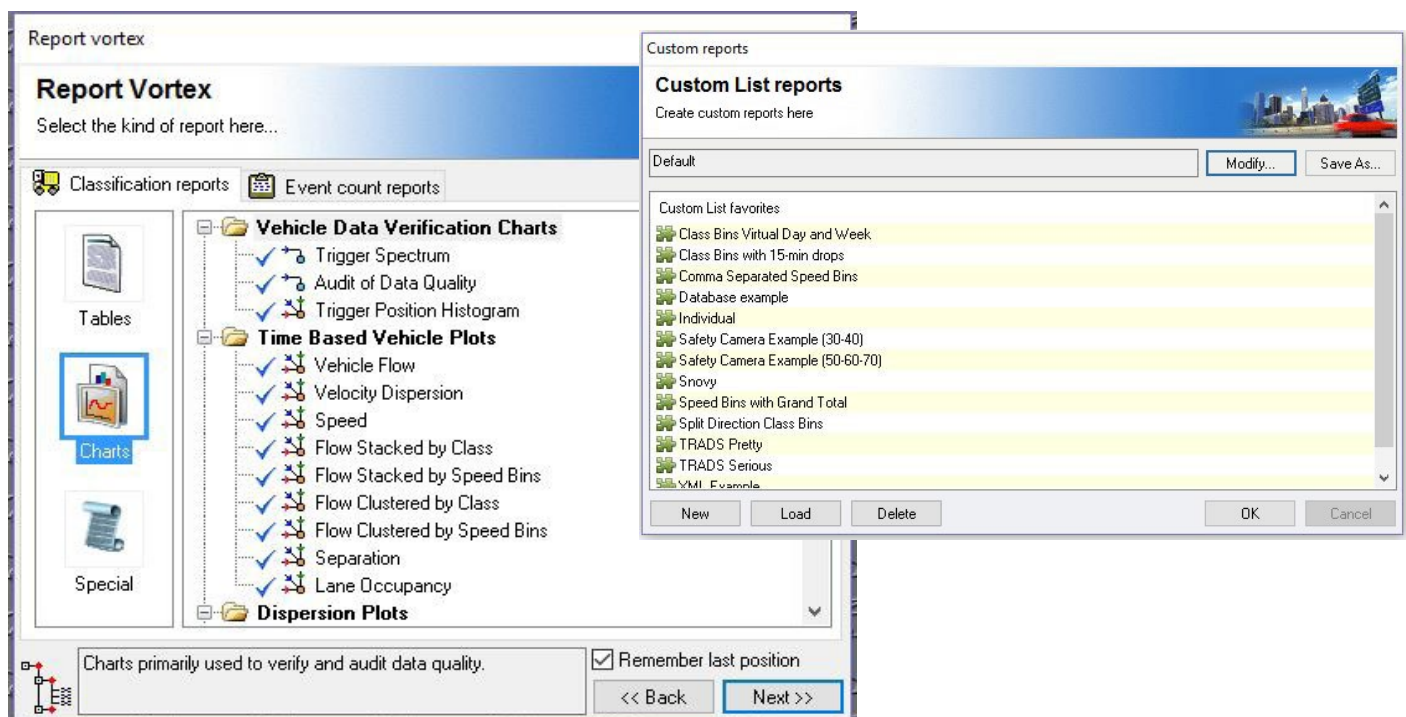 Report vortex
Report Vortex
Select the kind of report here...
Classification reports
Event count reports
Tables
Charts
Special
Vehicle Data Verification Charts
Trigger Spectrum
Audit of Data Quality
Trigger Position Histogram
Time Based Vehicle Plots
Vehicle Flow
Velocity Dispersion
Speed
Flow Stacked by Class
Flow Stacked by Speed Bins
Flow Clustered by Class
Flow Clustered by Speed Bins
Separation
Lane Occupancy
Dispersion Plots
Charts primarily used to verify and audit data quality.
Remember last position
<< Back
Next >>
Custom reports
Custom List reports
Create custom reports here
Default
Modify...
Save As...
Custom List favorites
Class Bins Virtual Day and Week
Class Bins with 15-min drops
Comma Separated Speed Bins
Database example
Individual
Safety Camera Example (30-40)
Safety Camera Example (50-60-70)
Snovy
Speed Bins with Grand Total
Split Direction Class Bins
TRADS Pretty
TRADS Serious
XML Example
New
Load
Delete
OK
Cancel